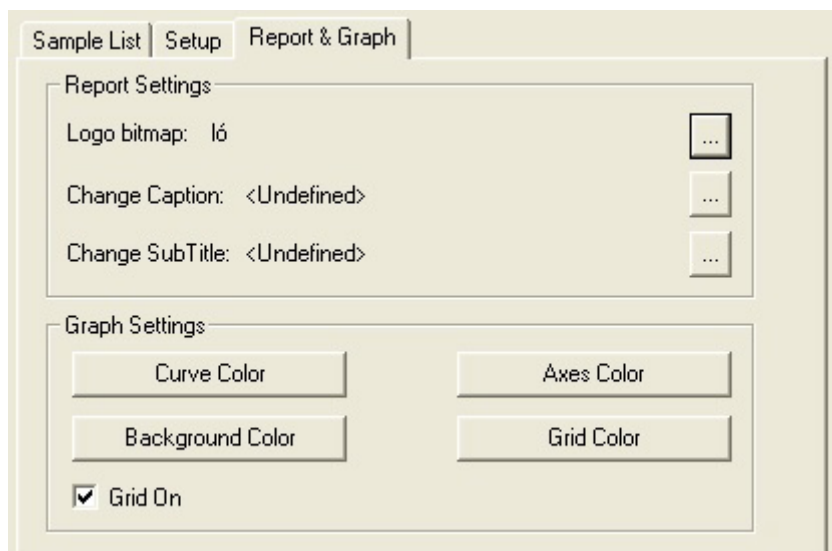 Sample List Setup Report & Graph
Report Settings
Logo bitmap: ló ...
Change Caption: <Undefined> ...
Change SubTitle: <Undefined> ...
Graph Settings
Curve Color Axes Color
Background Color Grid Color
Grid On